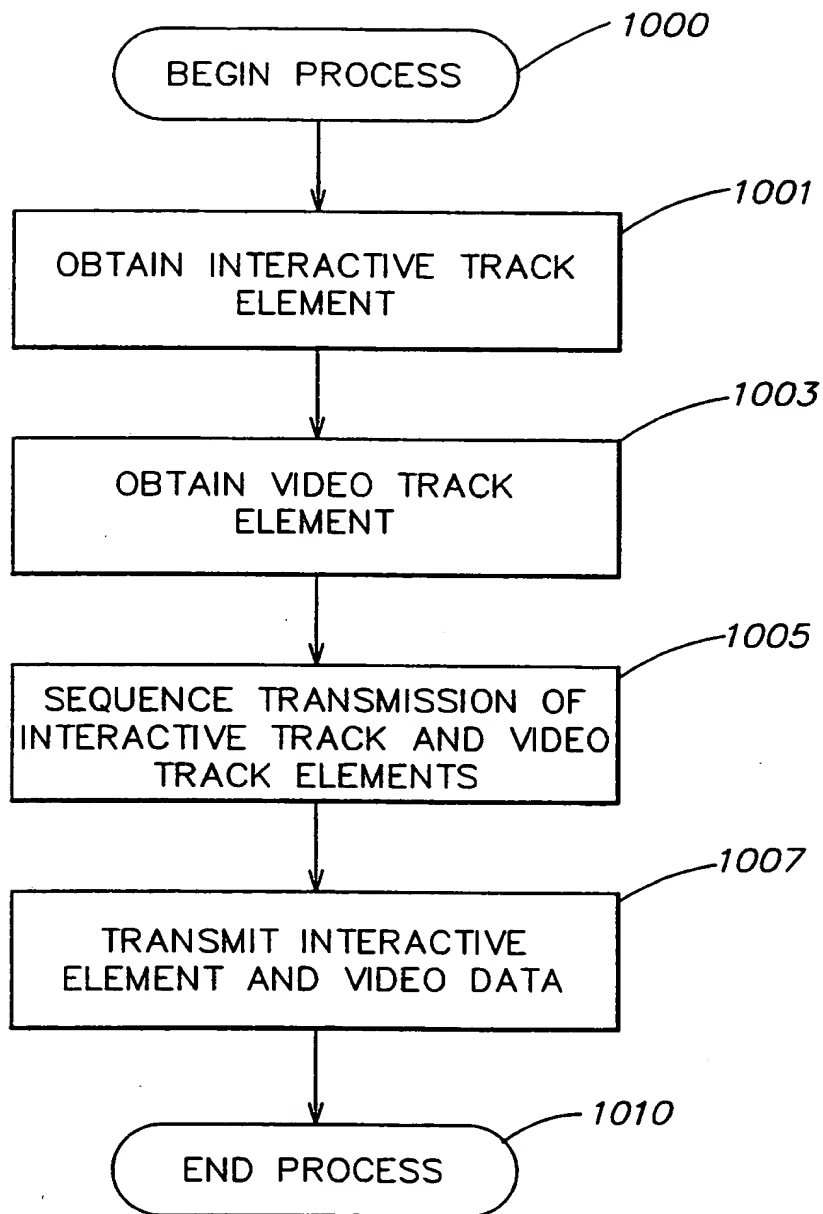 1000
BEGIN PROCESS
1001
OBTAIN INTERACTIVE TRACK
ELEMENT
1003
OBTAIN VIDEO TRACK
ELEMENT
1005
SEQUENCE TRANSMISSION OF
INTERACTIVE TRACK AND VIDEO
TRACK ELEMENTS
1007
TRANSMIT INTERACTIVE
ELEMENT AND VIDEO DATA
1010
END PROCESS